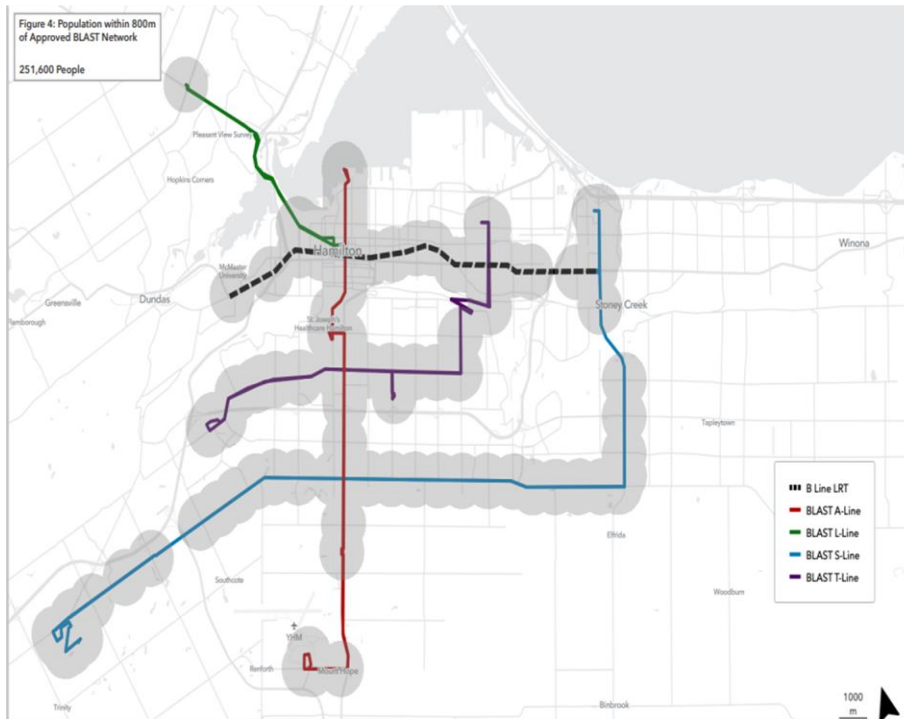 Figure 4: Population within 800m
of Approved BLAST Network
251,600 People
Pleasant View Survey
Hopkins Corners
Hamilton
Winona
McMaster
University
Greensville
Dundas
Stoney Creek
St Joseph's
Healthcare Hamilton
Tapleytown
B Line LRT
BLAST A-Line
BLAST L-Line
Elfrida
BLAST S-Line
Southcote
BLAST T-Line
Woodburn
YHM
Renforth
Mount Hope
Trinity
Binbrook
1000
m